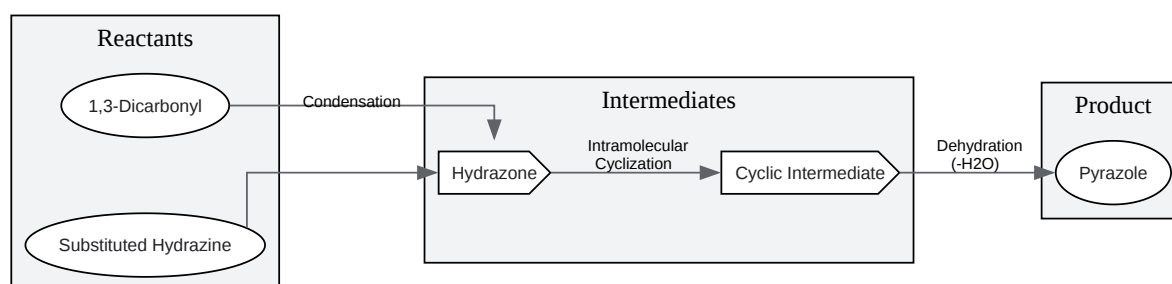 Reactants
1,3-Dicarbonyl
Substituted Hydrazine
Condensation
Intermediates
Hydrazone
Intramolecular
Cyclization
Cyclic Intermediate
Dehydration
(-H2O)
Product
Pyrazole